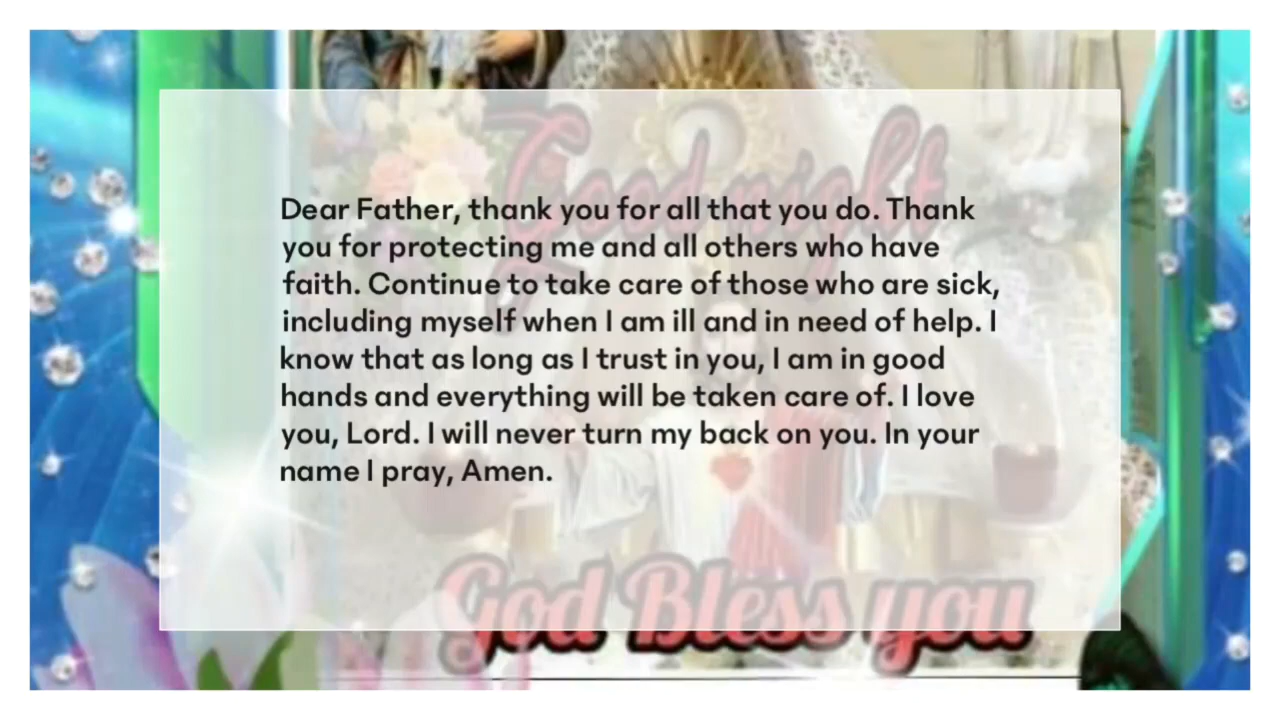 Good night
Dear Father, thank you for all that you do. Thank
you for protecting me and all others who have
faith. Continue to take care of those who are sick,
including myself when I am ill and in need of help. I
know that as long as I trust in you, I am in good
hands and everything will be taken care of. I love
you, Lord. I will never turn my back on you. In your
name I pray, Amen.
God Bless you